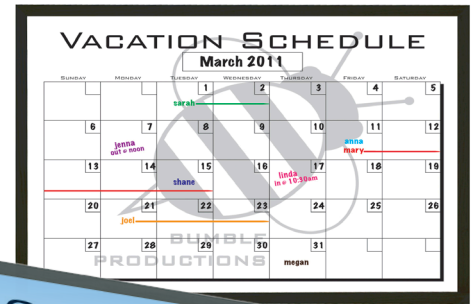 VACATION SCHEDULE
March 2011
SUNDAY MONDAY TUESDAY WEDNESDAY THURSDAY FRIDAY SATURDAY
1 2 3 4 5
sarah
6 7 8 9 10 11 12
jenna
out @ noon
anna
mary
13 14 15 16 17 18 19
shane
linda
in @ 10:30am
20 21 22 23 24 25 26
joel
27 28 29 30 31
BUMBLE
PRODUCTIONS
megan